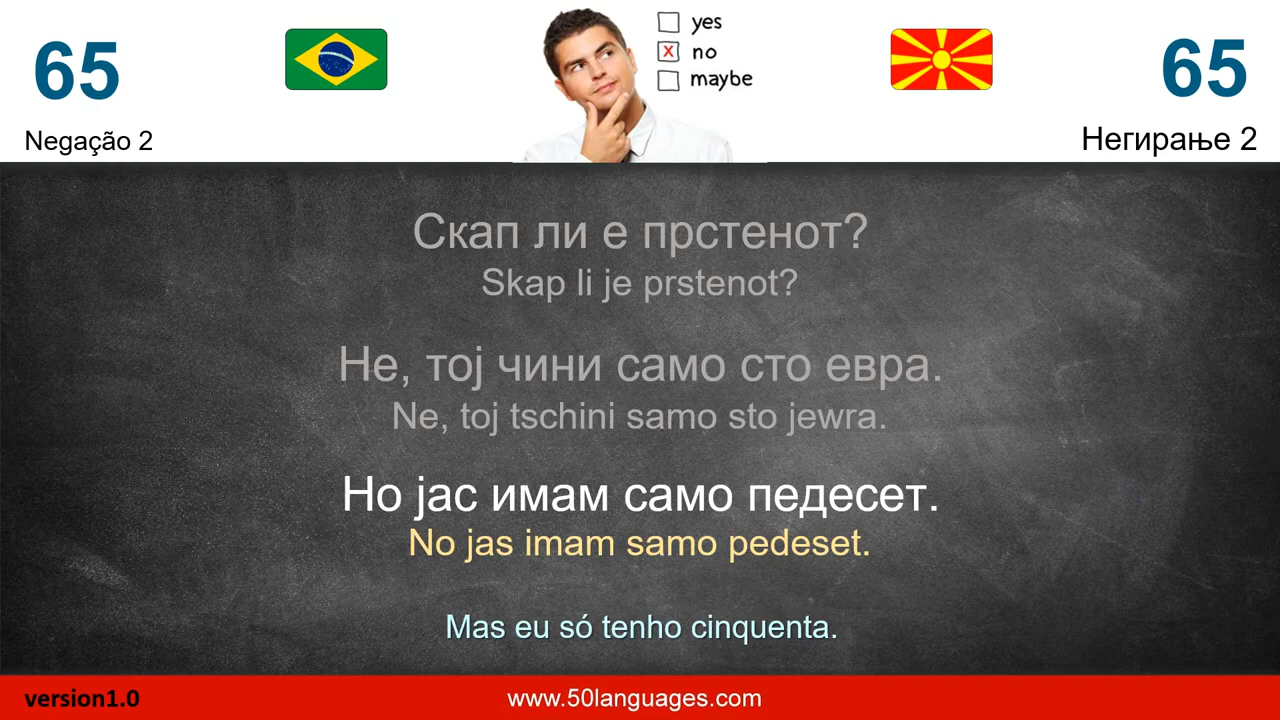 65
Negação 2
yes
no
maybe
65
Негирање 2
Скап ли е прстенот?
Skap li je prstenot?
Не, тој чини само сто евра.
Ne, toj tschini samo sto jewra.
Но јас имам само педесет.
No jas imam samo pedeset.
Mas eu só tenho cinquenta.
version1.0
www.50languages.com